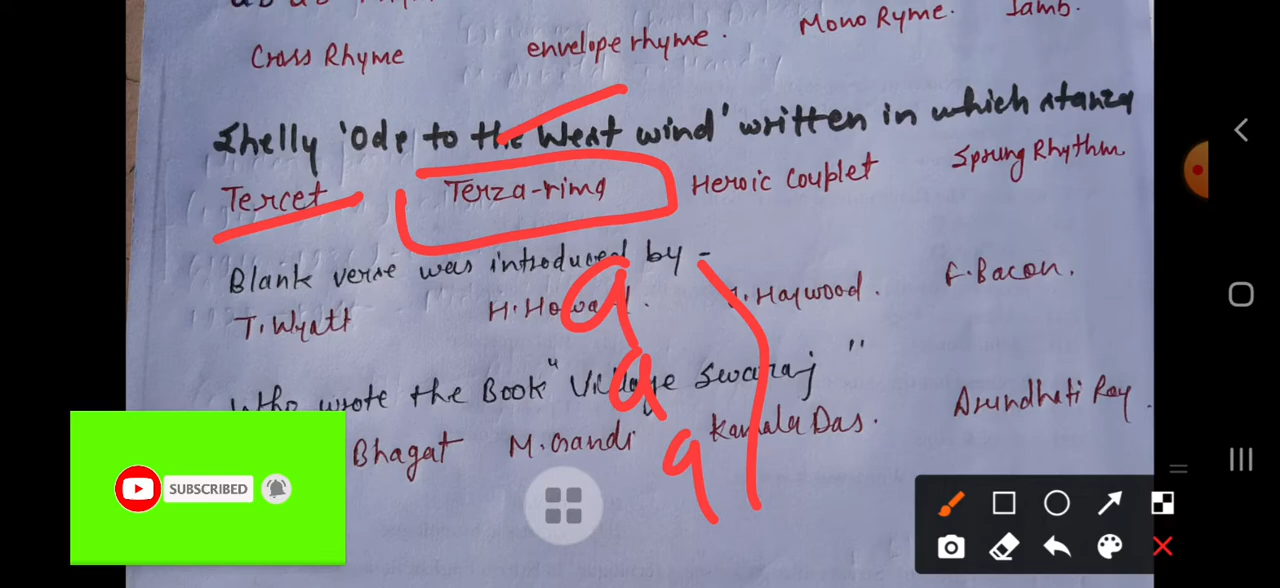 Cross Rhyme envelope rhyme. Mono Ryme. Iamb.
Shelly 'Ode to the West wind' written in which stanza
Tercet Terza-rima Heroic Couplet Sprung Rhythm
Blank verse was introduced by -
T. Wyatt H. Howard. Haywood. F. Bacon.
Who wrote the Book "Village Swaraj"
Bhagat M. Gandi Kamala Das. Arundhati Roy.
a
a
a
SUBSCRIBED